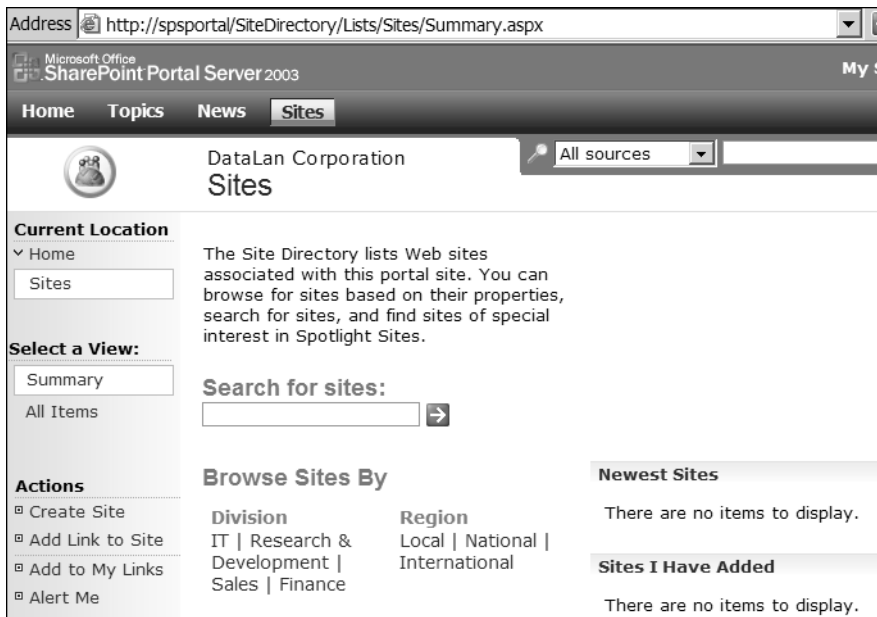 Address http://spsportal/SiteDirectory/Lists/Sites/Summary.aspx
Microsoft Office
SharePoint Portal Server 2003
My
Home Topics News Sites
DataLan Corporation
Sites
All sources
Current Location
Home
Sites
Select a View:
Summary
All Items
Actions
Create Site
Add Link to Site
Add to My Links
Alert Me
The Site Directory lists Web sites
associated with this portal site. You can
browse for sites based on their properties,
search for sites, and find sites of special
interest in Spotlight Sites.
Search for sites:
Browse Sites By
Division
IT | Research &
Development |
Sales | Finance
Region
Local | National |
International
Newest Sites
There are no items to display.
Sites I Have Added
There are no items to display.